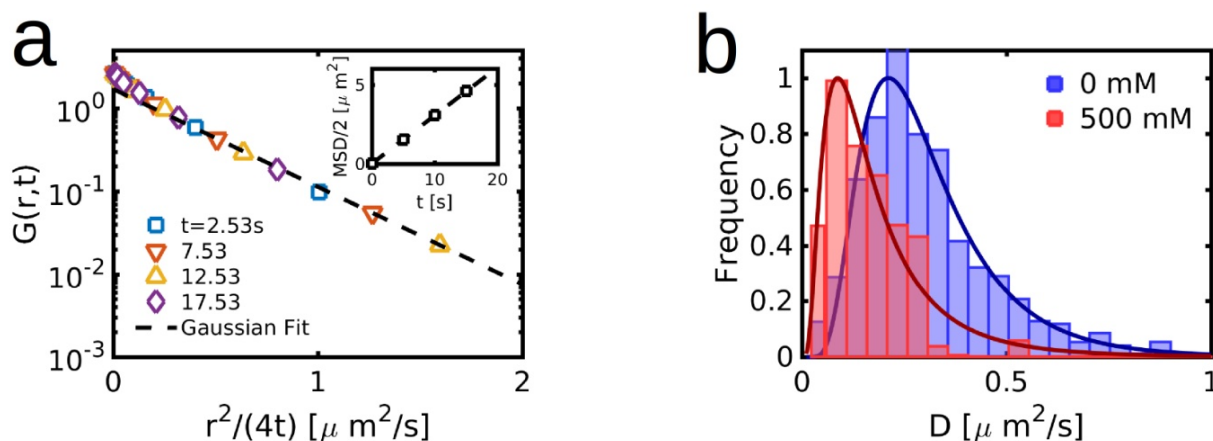 a
G(r,t)
10^0
10^-1
10^-2
10^-3
0 1 2
r^2/(4t) [μ m^2/s]
t=2.53s
7.53
12.53
17.53
Gaussian Fit
MSD/2 [μ m^2]
5
0
0 10 20
t [s]
b
Frequency
1
0.8
0.6
0.4
0.2
0
0 0.5 1
D [μ m^2/s]
0 mM
500 mM